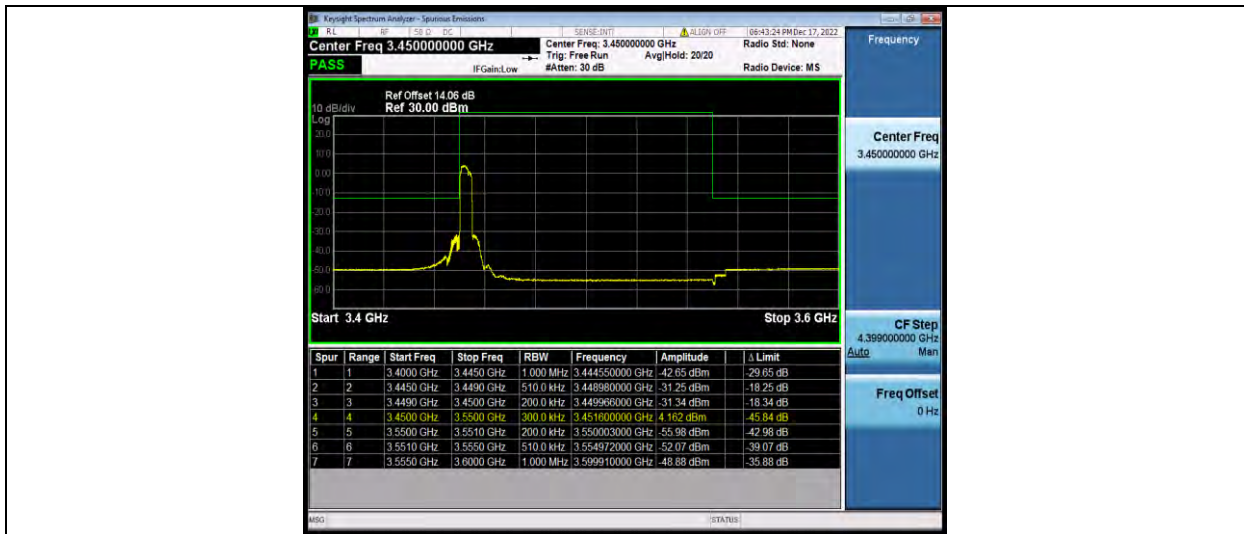 Keysight Spectrum Analyzer - Spurious Emissions
RL RF 50 Ω DC SENSE:INT ALIGN OFF 06:43:24 PM Dec 17, 2022
Center Freq 3.450000000 GHz
Center Freq: 3.450000000 GHz
Radio Std: None
Trig: Free Run Avg|Hold: 20/20
PASS
IFGain:Low
#Atten: 30 dB
Radio Device: MS
Frequency
Ref Offset 14.06 dB
10 dB/div Ref 30.00 dBm
Log
20.0
10.0
0.00
-10.0
-20.0
-30.0
-40.0
-50.0
-60.0
Start 3.4 GHz Stop 3.6 GHz
Center Freq
3.450000000 GHz
CF Step
4.399000000 GHz
Auto Man
Freq Offset
0 Hz
Spur Range Start Freq Stop Freq RBW Frequency Amplitude Δ Limit
1 1 3.4000 GHz 3.4450 GHz 1.000 MHz 3.444550000 GHz -42.65 dBm -29.65 dB
2 2 3.4450 GHz 3.4490 GHz 510.0 kHz 3.448980000 GHz -31.25 dBm -18.25 dB
3 3 3.4490 GHz 3.4500 GHz 200.0 kHz 3.449966000 GHz -31.34 dBm -18.34 dB
4 4 3.4500 GHz 3.5500 GHz 300.0 kHz 3.451600000 GHz 4.162 dBm -45.84 dB
5 5 3.5500 GHz 3.5510 GHz 200.0 kHz 3.550003000 GHz -55.98 dBm -42.98 dB
6 6 3.5510 GHz 3.5550 GHz 510.0 kHz 3.554972000 GHz -52.07 dBm -39.07 dB
7 7 3.5550 GHz 3.6000 GHz 1.000 MHz 3.599910000 GHz -48.88 dBm -35.88 dB
MSG STATUS